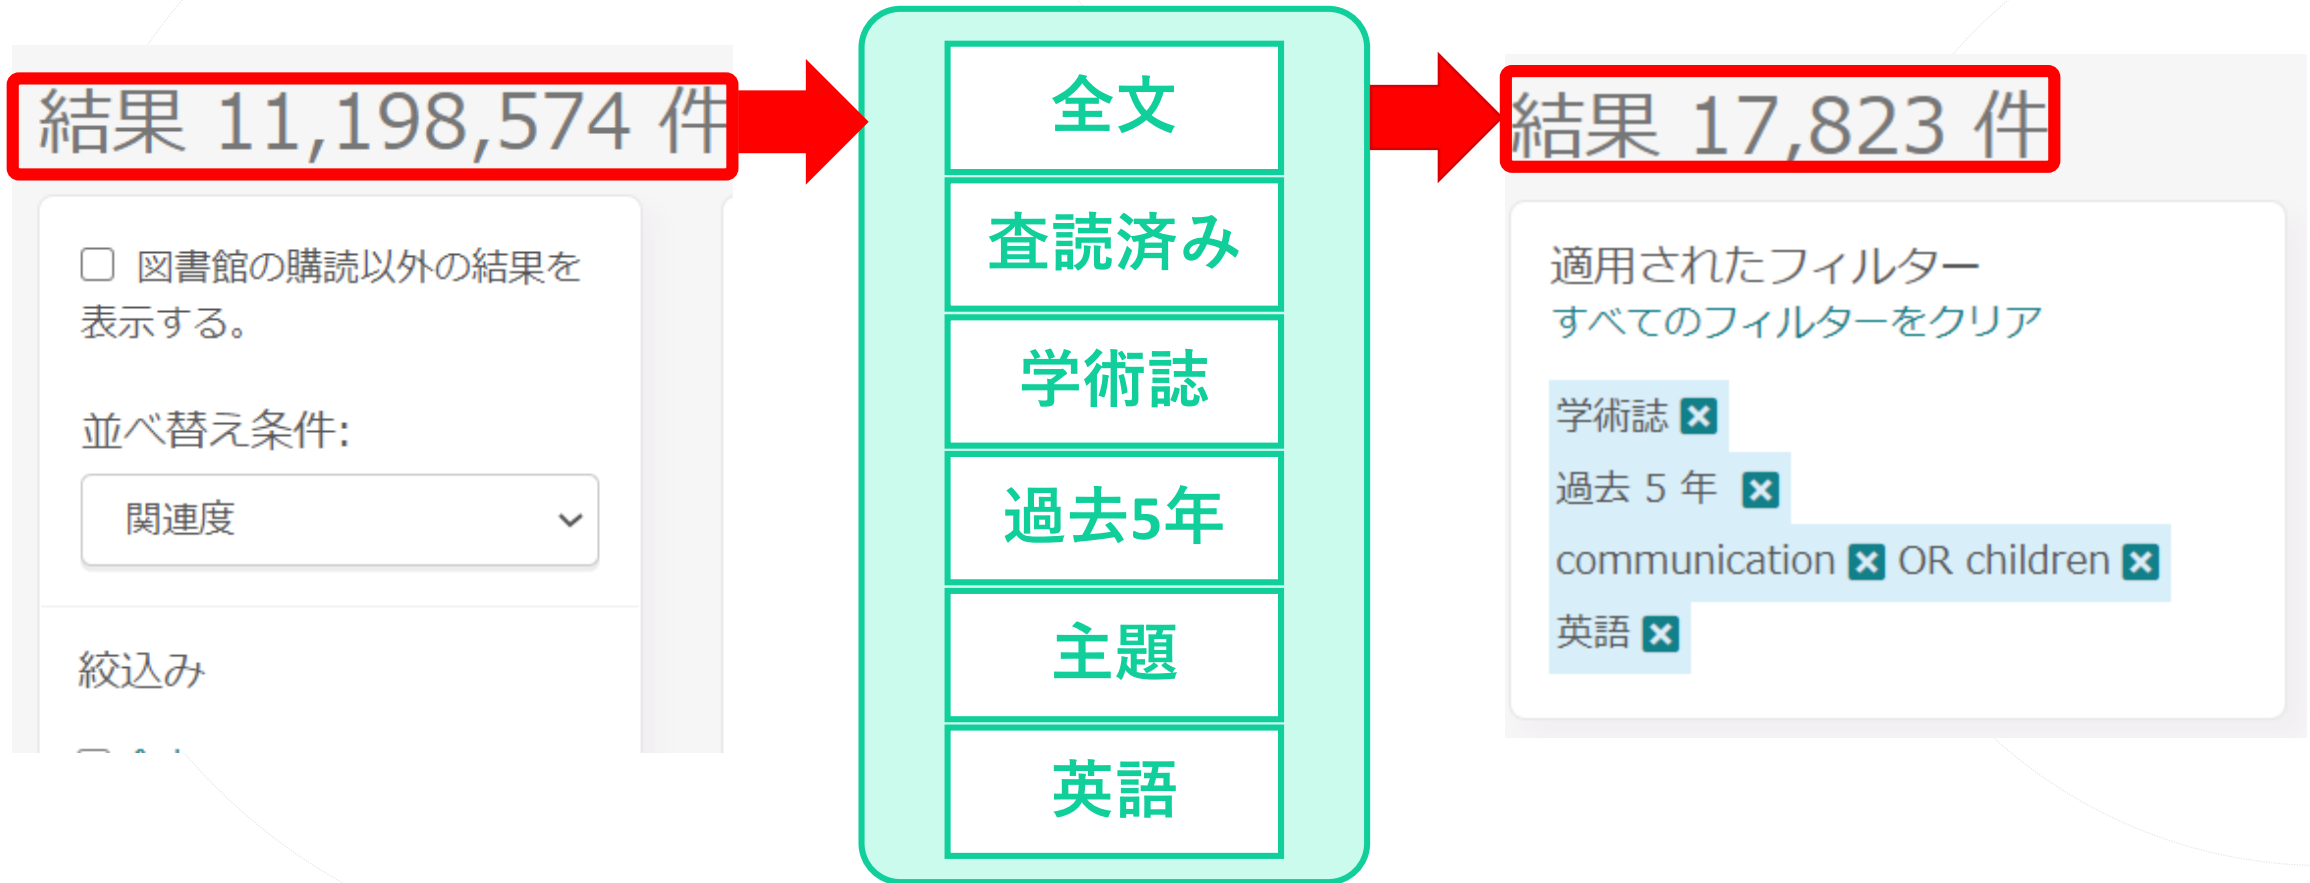 結果 11,198,574 件
図書館の購読以外の結果を
表示する。
並べ替え条件:
関連度
絞込み
全文
査読済み
学術誌
過去5年
主題
英語
結果 17,823 件
適用されたフィルター
すべてのフィルターをクリア
学術誌
過去 5 年
communication OR children
英語